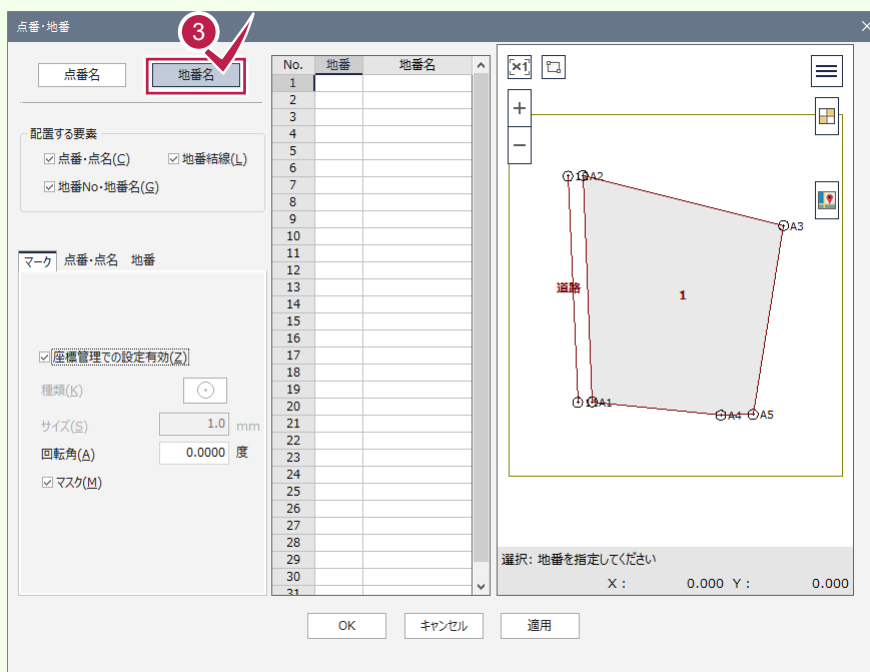 点番・地番
3
点番名
地番名
配置する要素
点番・点名(C)
地番結線(L)
地番No・地番名(G)
マーク
点番・点名
地番
座標管理での設定有効(Z)
種類(K)
サイズ(S)
1.0
mm
回転角(A)
0.0000
度
マスク(M)
No.
地番
地番名
1
2
3
4
5
6
7
8
9
10
11
12
13
14
15
16
17
18
19
20
21
22
23
24
25
26
27
28
29
30
31
×1
+
−
A2
A3
道路
1
A1
A4
A5
選択: 地番を指定してください
X :
0.000
Y :
0.000
OK
キャンセル
適用